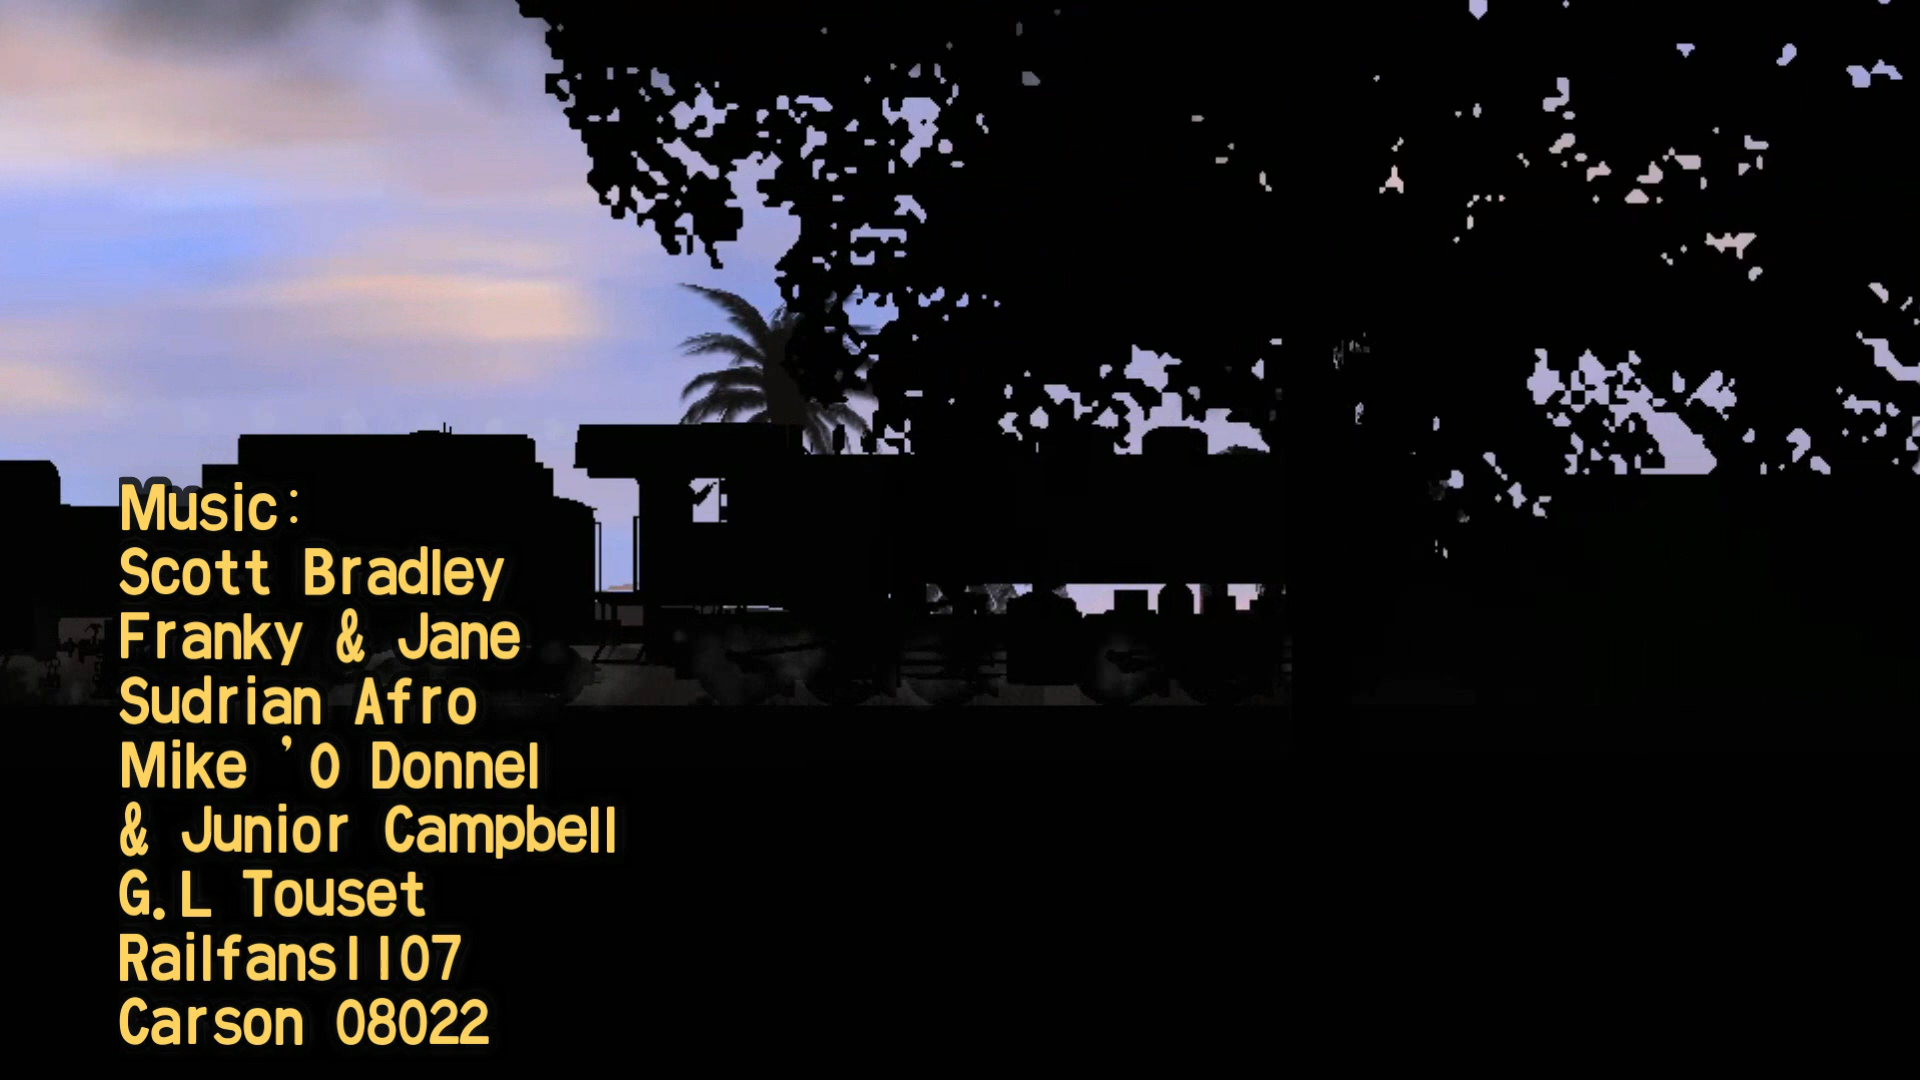 Music:
Scott Bradley
Franky & Jane
Sudrian Afro
Mike 'O Donnel
& Junior Campbell
G.L Touset
Railfans1107
Carson 08022